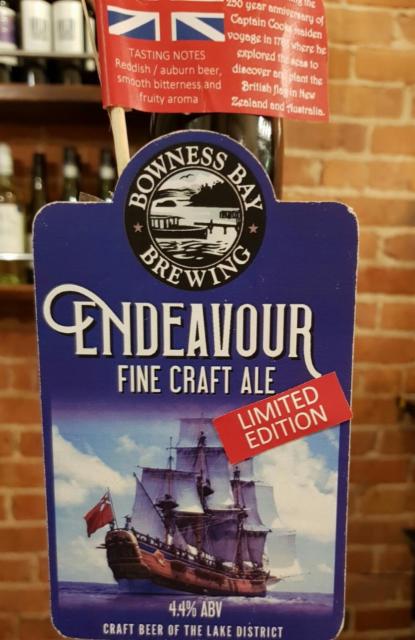 250 year anniversary of
Captain Cooks maiden
voyage in where he
explored the seas to
discover and plant the
British flag in New
Zealand and Australia.
TASTING NOTES
Reddish / auburn beer,
smooth bitterness and
fruity aroma
BOWNESS BAY
BREWING
ENDEAVOUR
FINE CRAFT ALE
LIMITED
EDITION
4.4% ABV
CRAFT BEER OF THE LAKE DISTRICT